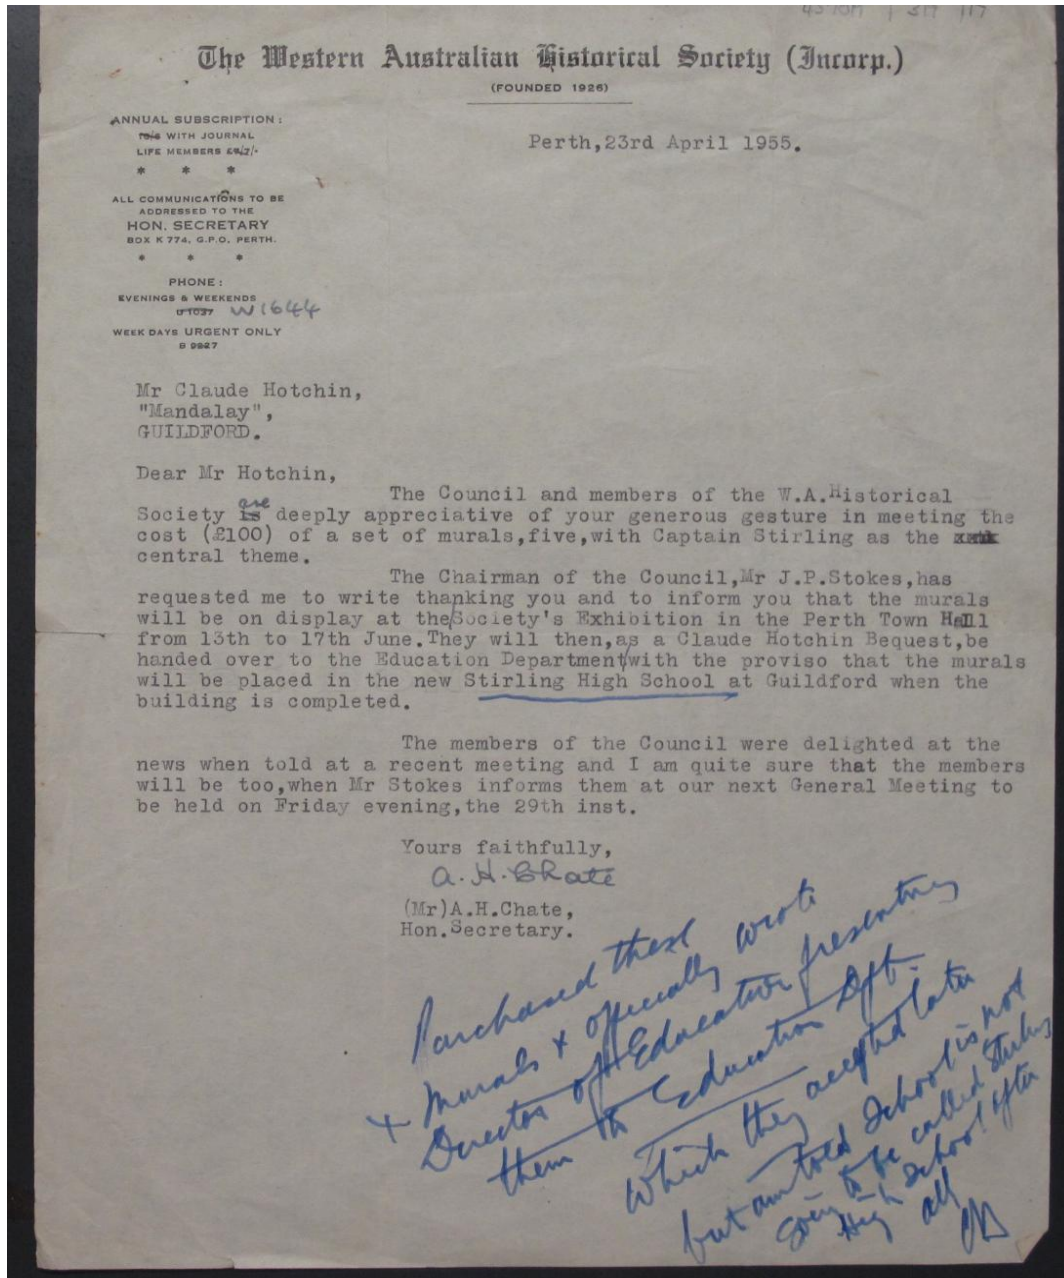 The Western Australian Historical Society (Incorp.)
(FOUNDED 1926)
ANNUAL SUBSCRIPTION:
WITH JOURNAL
LIFE MEMBERS
* * *
ALL COMMUNICATIONS TO BE
ADDRESSED TO THE
HON. SECRETARY
BOX K 774, G.P.O. PERTH.
* * *
PHONE:
EVENINGS & WEEKENDS
U 1037 W1644
WEEK DAYS URGENT ONLY
B 9827
Perth,23rd April 1955.
Mr Claude Hotchin,
"Mandalay",
GUILDFORD.
Dear Mr Hotchin,
The Council and members of the W.A.Historical
are
Society is deeply appreciative of your generous gesture in meeting the
cost (£100) of a set of murals,five,with Captain Stirling as the
central theme.
The Chairman of the Council,Mr J.P.Stokes,has
requested me to write thanking you and to inform you that the murals
will be on display at the/Society's Exhibition in the Perth Town Hall
from 13th to 17th June.They will then,as a Claude Hotchin Bequest,be
handed over to the Education Department/with the proviso that the murals
will be placed in the new Stirling High School at Guildford when the
building is completed.
The members of the Council were delighted at the
news when told at a recent meeting and I am quite sure that the members
will be too,when Mr Stokes informs them at our next General Meeting to
be held on Friday evening,the 29th inst.
Yours faithfully,
A. H. Chate
(Mr)A.H.Chate,
Hon.Secretary.
Purchased these
x Murals & officially wrote
Director of Education presenting
them to Education Dept.
which they accepted later
but am told School is not
going to be called Stirling
High School after
all